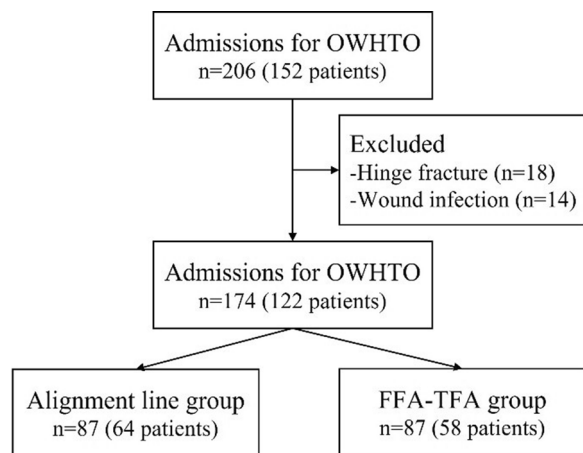 Admissions for OWHTO
n=206 (152 patients)
Excluded
-Hinge fracture (n=18)
-Wound infection (n=14)
Admissions for OWHTO
n=174 (122 patients)
Alignment line group
n=87 (64 patients)
FFA-TFA group
n=87 (58 patients)